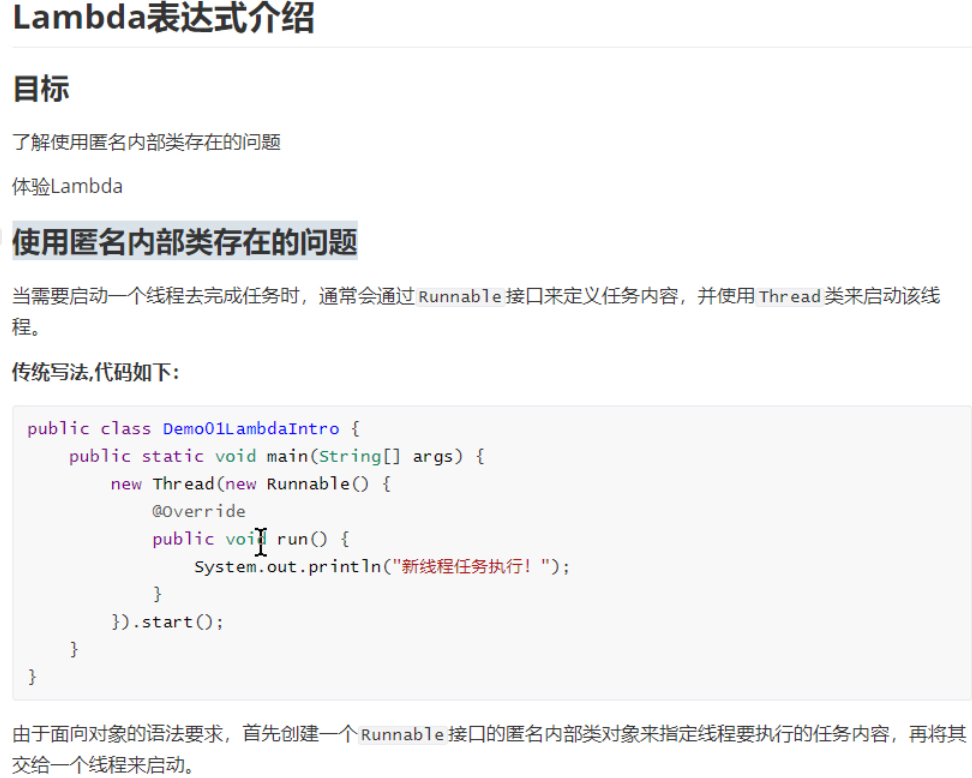 Lambda表达式介绍
目标
了解使用匿名内部类存在的问题
体验Lambda
使用匿名内部类存在的问题
当需要启动一个线程去完成任务时，通常会通过Runnable接口来定义任务内容，并使用Thread类来启动该线
程。
传统写法,代码如下：
public class Demo01LambdaIntro {
    public static void main(String[] args) {
        new Thread(new Runnable() {
            @Override
            public void run() {
                System.out.println("新线程任务执行！");
            }
        }).start();
    }
}
由于面向对象的语法要求，首先创建一个Runnable接口的匿名内部类对象来指定线程要执行的任务内容，再将其
交给一个线程来启动。